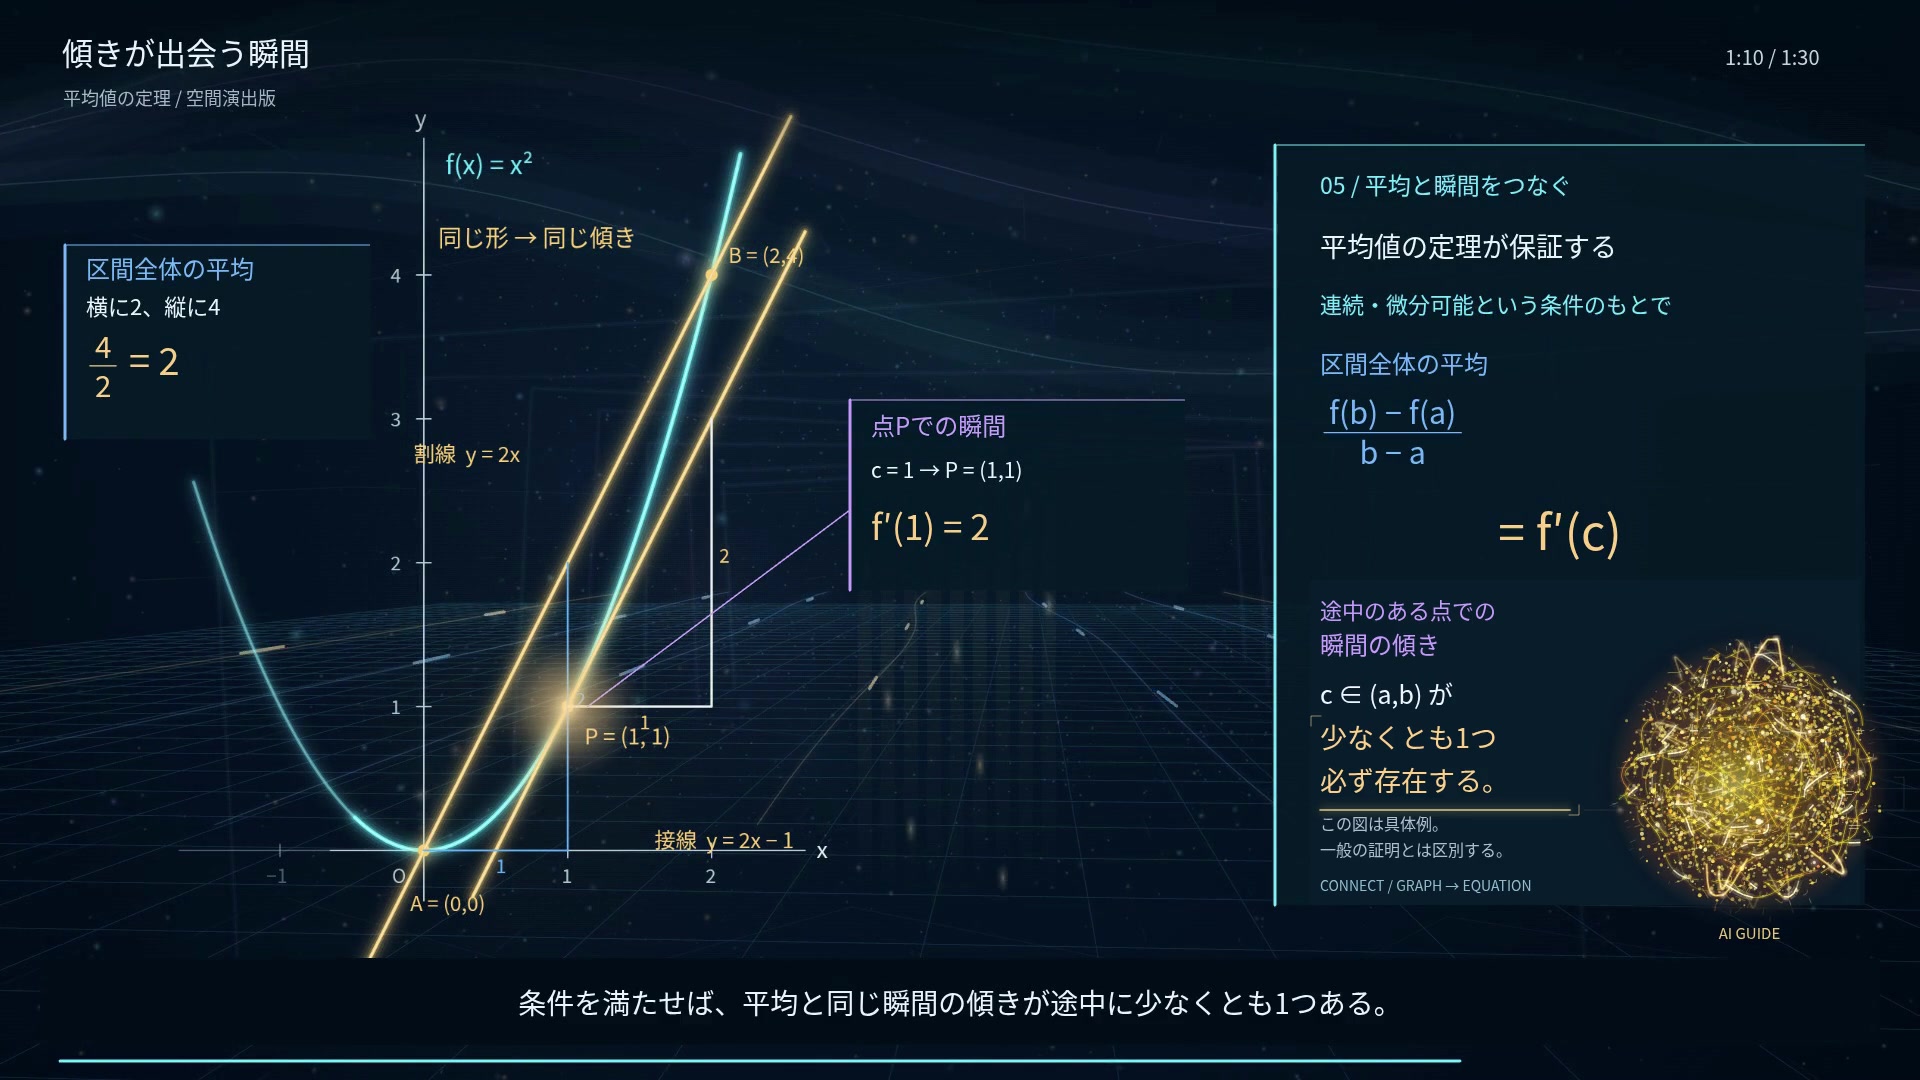 傾きが出会う瞬間
平均値の定理 / 空間演出版
1:10 / 1:30
y
f(x) = x²
同じ形 → 同じ傾き
B = (2,4)
区間全体の平均
横に2、縦に4
4
2
= 2
4
3
2
1
割線 y = 2x
点Pでの瞬間
c = 1 → P = (1,1)
f′(1) = 2
2
1
P = (1, 1)
接線 y = 2x − 1
x
−1
O
1
1
2
A = (0,0)
05 / 平均と瞬間をつなぐ
平均値の定理が保証する
連続・微分可能という条件のもとで
区間全体の平均
f(b) − f(a)
b − a
= f′(c)
途中のある点での
瞬間の傾き
c ∈ (a,b) が
少なくとも1つ
必ず存在する。
この図は具体例。
一般の証明とは区別する。
CONNECT / GRAPH → EQUATION
AI GUIDE
条件を満たせば、平均と同じ瞬間の傾きが途中に少なくとも1つある。